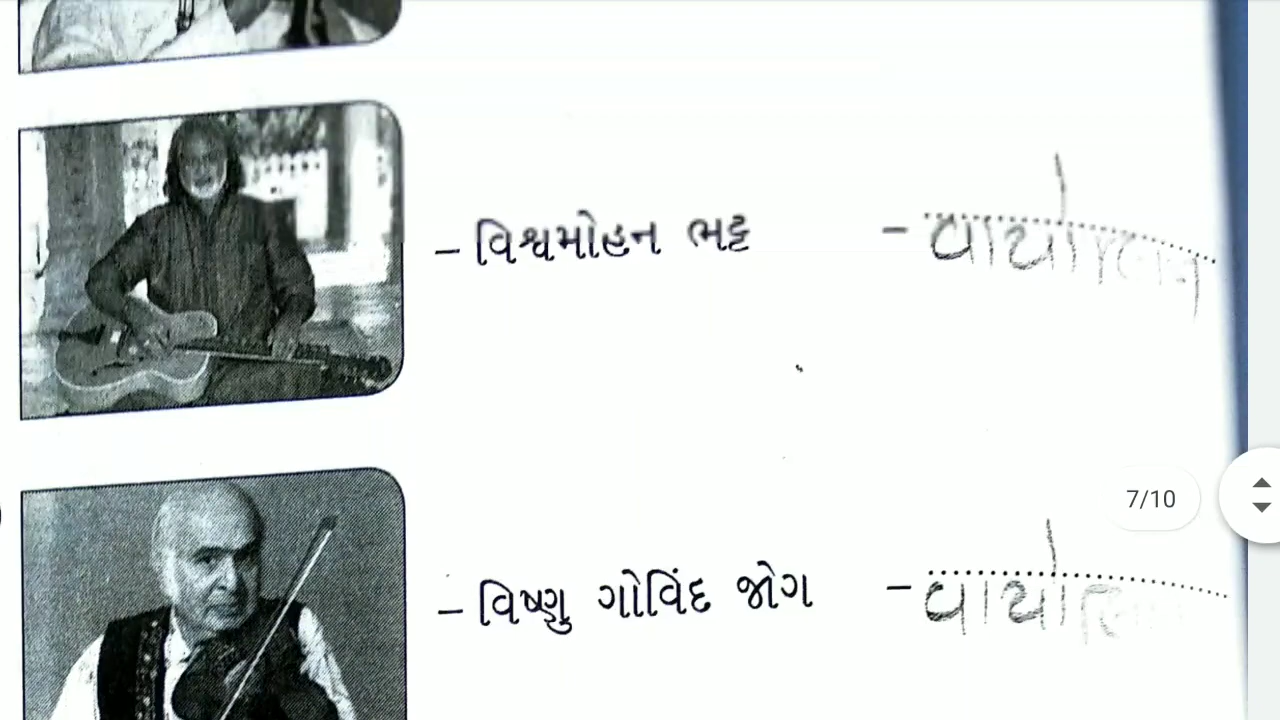 – વિશ્વમોહન ભટ્ટ – વાયોલિન
7/10
– વિષ્ણુ ગોવિંદ જોગ – વાયોલિ